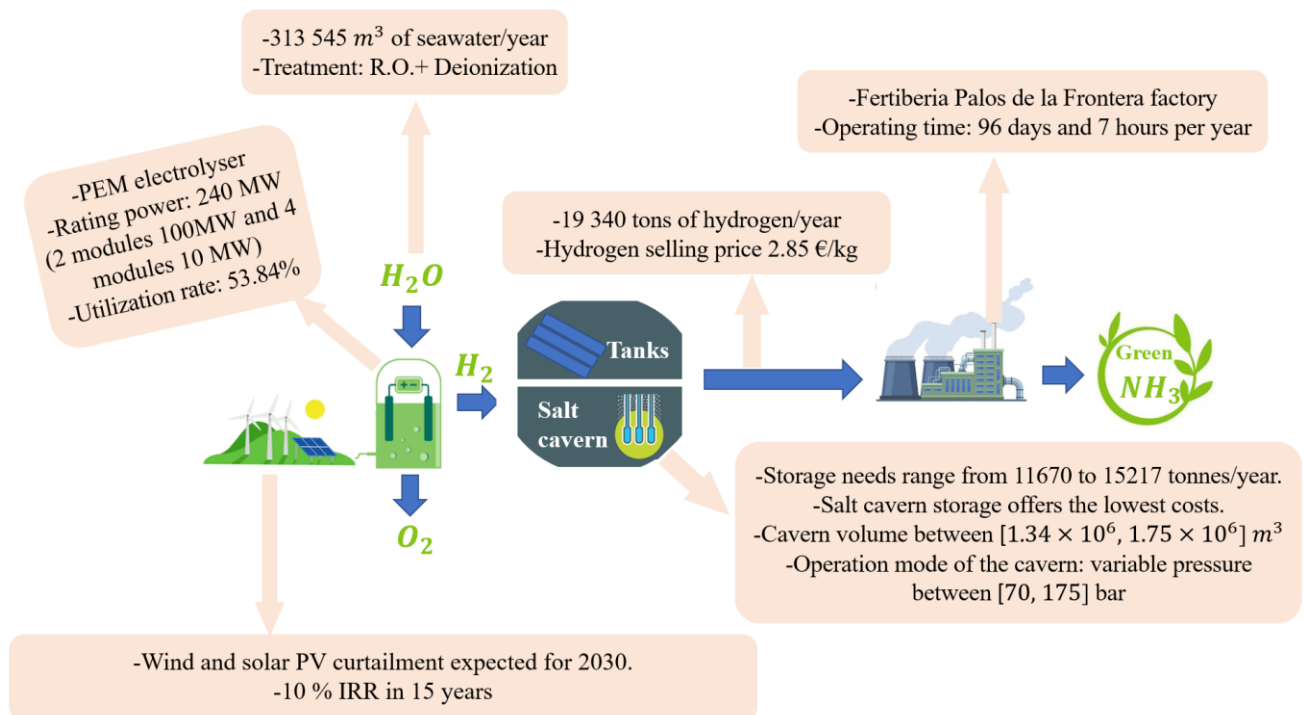 -313 545 m³ of seawater/year
-Treatment: R.O.+ Deionization
-Fertiberia Palos de la Frontera factory
-Operating time: 96 days and 7 hours per year
-PEM electrolyser
-Rating power: 240 MW
(2 modules 100MW and 4
modules 10 MW)
-Utilization rate: 53.84%
-19 340 tons of hydrogen/year
-Hydrogen selling price 2.85 €/kg
H₂O
H₂
O₂
Tanks
Salt
cavern
Green
NH₃
-Storage needs range from 11670 to 15217 tonnes/year.
-Salt cavern storage offers the lowest costs.
-Cavern volume between [1.34 × 10⁶, 1.75 × 10⁶] m³
-Operation mode of the cavern: variable pressure
between [70, 175] bar
-Wind and solar PV curtailment expected for 2030.
-10 % IRR in 15 years